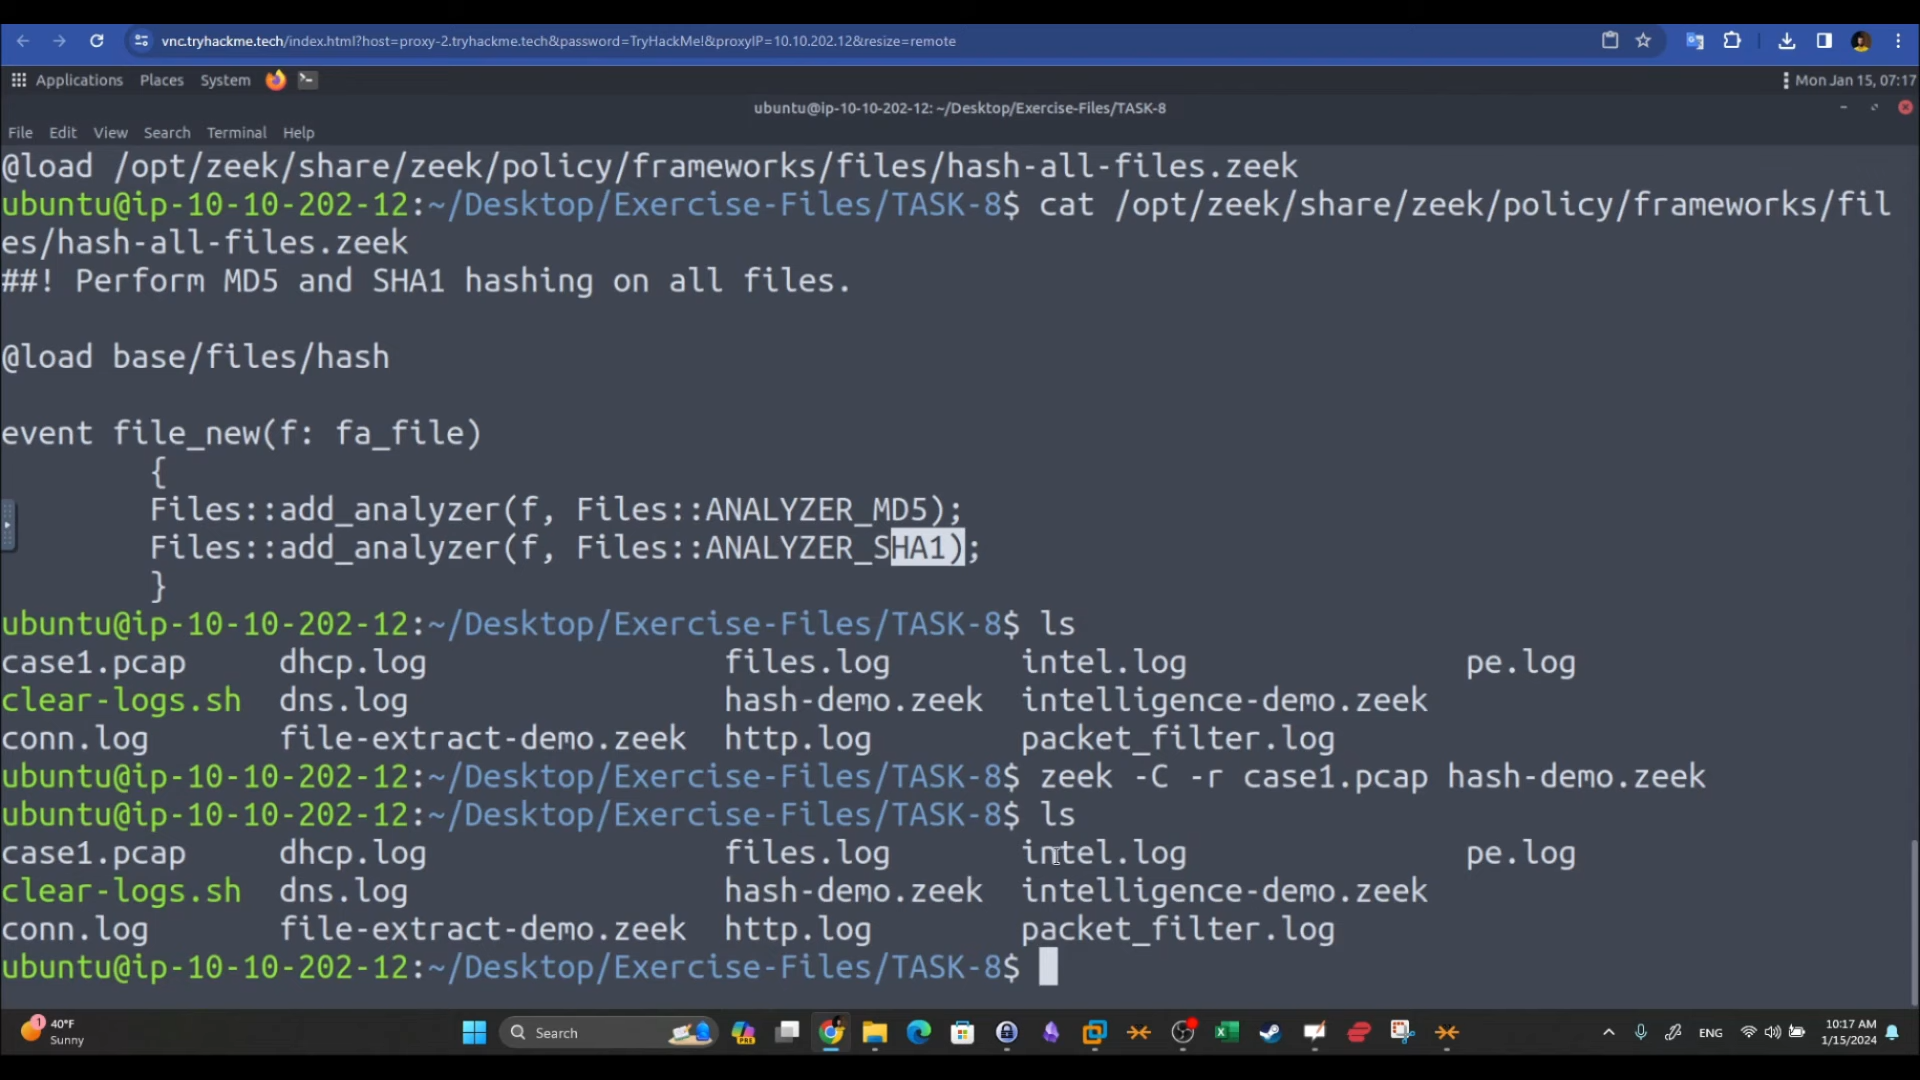 vnc.tryhackme.tech/index.html?host=proxy-2.tryhackme.tech&password=TryHackMe!&proxyIP=10.10.202.12&resize=remote
Applications Places System Mon Jan 15, 07:17
ubuntu@ip-10-10-202-12: ~/Desktop/Exercise-Files/TASK-8
File Edit View Search Terminal Help
@load /opt/zeek/share/zeek/policy/frameworks/files/hash-all-files.zeek
ubuntu@ip-10-10-202-12:~/Desktop/Exercise-Files/TASK-8$ cat /opt/zeek/share/zeek/policy/frameworks/fil
es/hash-all-files.zeek
##! Perform MD5 and SHA1 hashing on all files.
@load base/files/hash
event file_new(f: fa_file)
{
Files::add_analyzer(f, Files::ANALYZER_MD5);
Files::add_analyzer(f, Files::ANALYZER_SHA1);
}
ubuntu@ip-10-10-202-12:~/Desktop/Exercise-Files/TASK-8$ ls
case1.pcap dhcp.log files.log intel.log pe.log
clear-logs.sh dns.log hash-demo.zeek intelligence-demo.zeek
conn.log file-extract-demo.zeek http.log packet_filter.log
ubuntu@ip-10-10-202-12:~/Desktop/Exercise-Files/TASK-8$ zeek -C -r case1.pcap hash-demo.zeek
ubuntu@ip-10-10-202-12:~/Desktop/Exercise-Files/TASK-8$ ls
case1.pcap dhcp.log files.log intel.log pe.log
clear-logs.sh dns.log hash-demo.zeek intelligence-demo.zeek
conn.log file-extract-demo.zeek http.log packet_filter.log
ubuntu@ip-10-10-202-12:~/Desktop/Exercise-Files/TASK-8$
1 40°F Search PRE ENG 10:17 AM
Sunny 1/15/2024